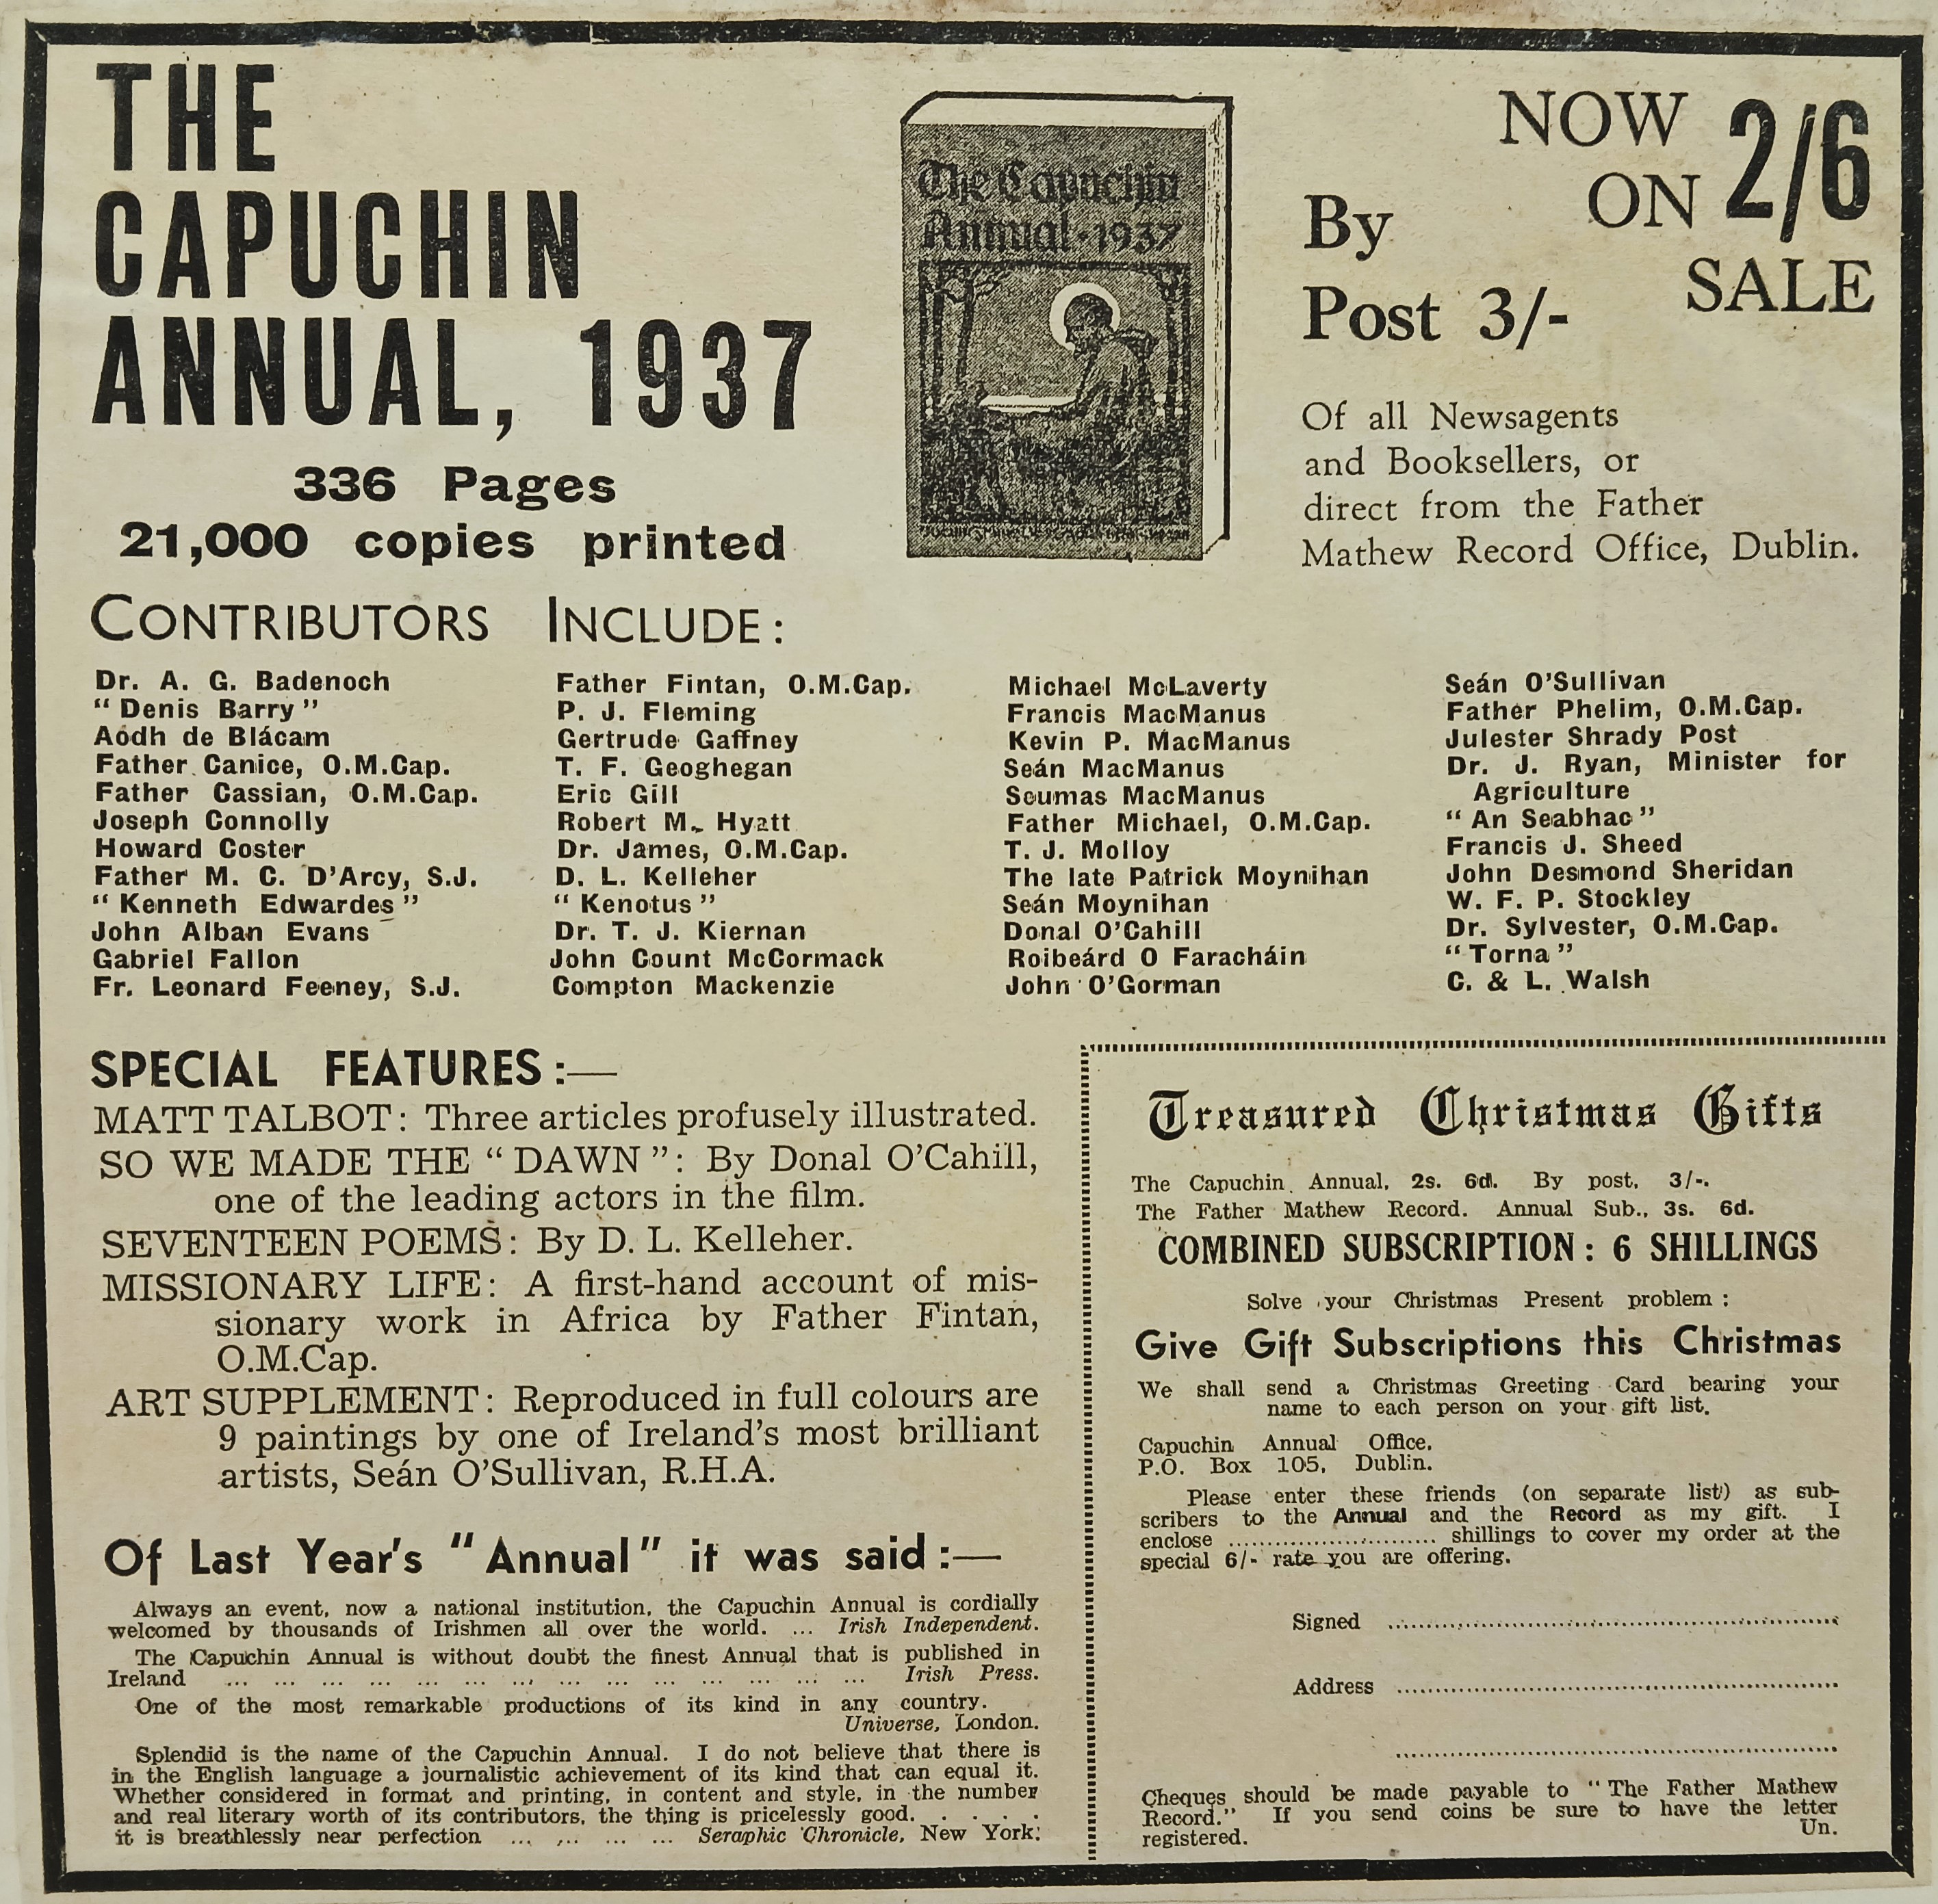 THE
CAPUCHIN
ANNUAL, 1937
336 Pages
21,000 copies printed
The Capuchin
Annual · 1937
NOW
ON
SALE
2/6
By
Post 3/-
Of all Newsagents
and Booksellers, or
direct from the Father
Mathew Record Office, Dublin.
CONTRIBUTORS INCLUDE:
Dr. A. G. Badenoch
“Denis Barry”
Aodh de Blácam
Father Canice, O.M.Cap.
Father Cassian, O.M.Cap.
Joseph Connolly
Howard Coster
Father M. C. D'Arcy, S.J.
“Kenneth Edwardes”
John Alban Evans
Gabriel Fallon
Fr. Leonard Feeney, S.J.
Father Fintan, O.M.Cap.
P. J. Fleming
Gertrude Gaffney
T. F. Geoghegan
Eric Gill
Robert M. Hyatt
Dr. James, O.M.Cap.
D. L. Kelleher
“Kenotus”
Dr. T. J. Kiernan
John Count McCormack
Compton Mackenzie
Michael McLaverty
Francis MacManus
Kevin P. MacManus
Seán MacManus
Seumas MacManus
Father Michael, O.M.Cap.
T. J. Molloy
The late Patrick Moynihan
Seán Moynihan
Donal O'Cahill
Roibeárd O Faracháin
John O'Gorman
Seán O'Sullivan
Father Phelim, O.M.Cap.
Julester Shrady Post
Dr. J. Ryan, Minister for
Agriculture
“An Seabhac”
Francis J. Sheed
John Desmond Sheridan
W. F. P. Stockley
Dr. Sylvester, O.M.Cap.
“Torna”
C. & L. Walsh
SPECIAL FEATURES:—
MATT TALBOT: Three articles profusely illustrated.
SO WE MADE THE “DAWN”: By Donal O'Cahill,
one of the leading actors in the film.
SEVENTEEN POEMS: By D. L. Kelleher.
MISSIONARY LIFE: A first-hand account of mis-
sionary work in Africa by Father Fintan,
O.M.Cap.
ART SUPPLEMENT: Reproduced in full colours are
9 paintings by one of Ireland's most brilliant
artists, Seán O'Sullivan, R.H.A.
Of Last Year's "Annual" it was said:—
Always an event, now a national institution, the Capuchin Annual is cordially
welcomed by thousands of Irishmen all over the world. ... Irish Independent.
The Capuchin Annual is without doubt the finest Annual that is published in
Ireland ... ... ... ... ... ... ... ... ... ... ... ... ... ... Irish Press.
One of the most remarkable productions of its kind in any country.
Universe, London.
Splendid is the name of the Capuchin Annual. I do not believe that there is
in the English language a journalistic achievement of its kind that can equal it.
Whether considered in format and printing, in content and style, in the number
and real literary worth of its contributors, the thing is pricelessly good. . . . .
it is breathlessly near perfection ... ... ... ... Seraphic Chronicle, New York.
Treasured Christmas Gifts
The Capuchin Annual, 2s. 6d. By post, 3/-.
The Father Mathew Record. Annual Sub., 3s. 6d.
COMBINED SUBSCRIPTION: 6 SHILLINGS
Solve your Christmas Present problem:
Give Gift Subscriptions this Christmas
We shall send a Christmas Greeting Card bearing your
name to each person on your gift list.
Capuchin Annual Office,
P.O. Box 105, Dublin.
Please enter these friends (on separate list) as sub-
scribers to the Annual and the Record as my gift. I
enclose ........................... shillings to cover my order at the
special 6/- rate you are offering.
Signed ............................................................
Address ............................................................
............................................................
Cheques should be made payable to “The Father Mathew
Record.” If you send coins be sure to have the letter
registered.
Un.